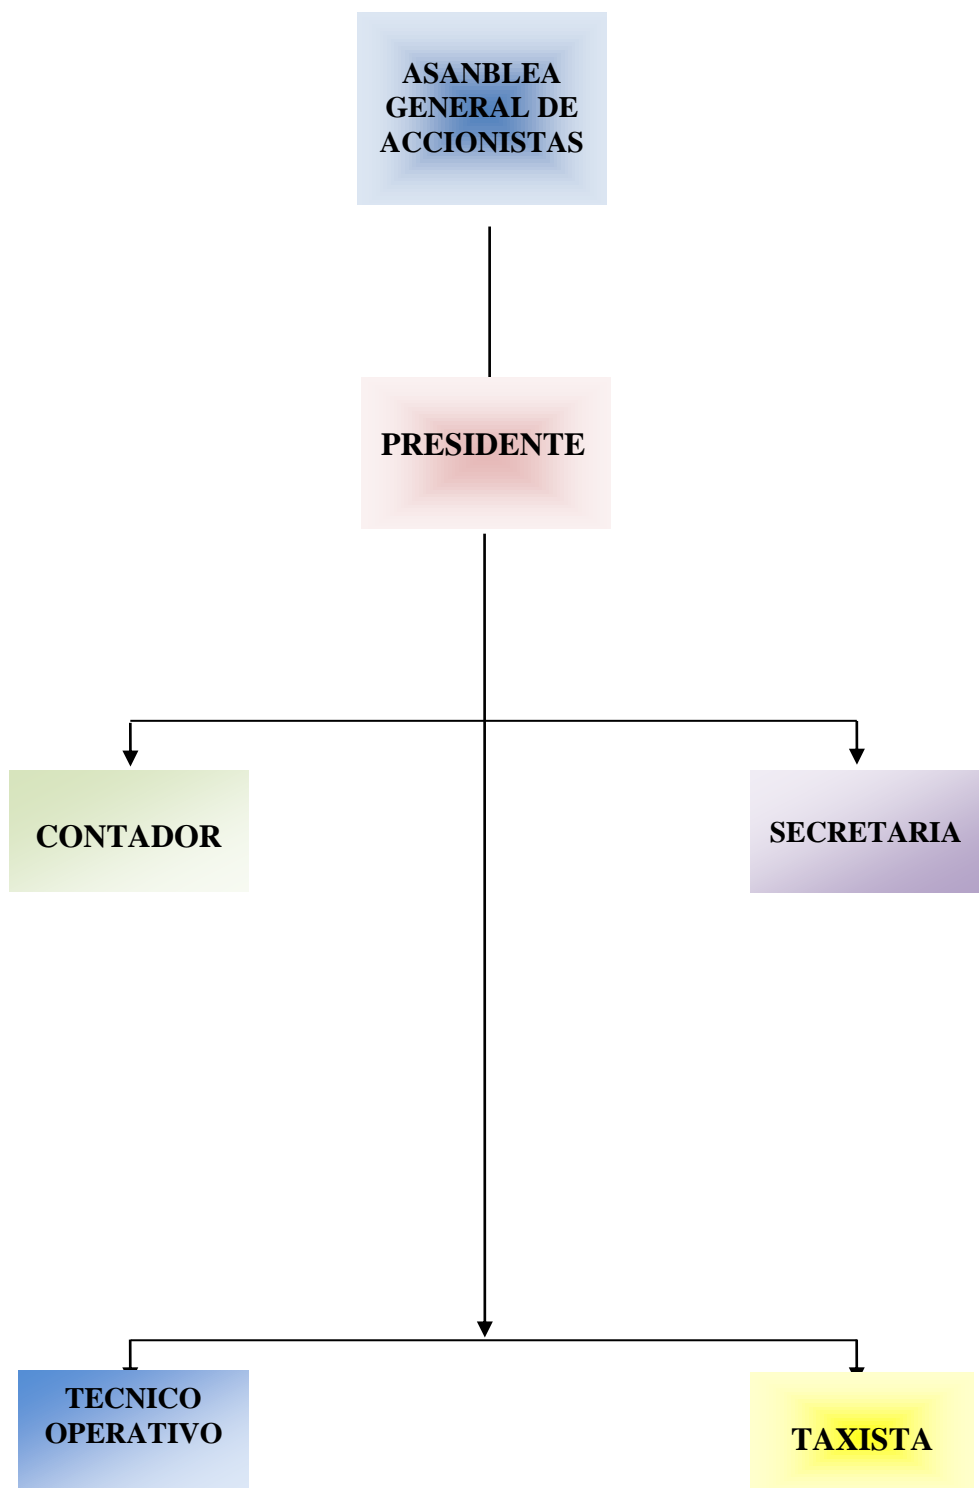 ASANBLEA
GENERAL DE
ACCIONISTAS
PRESIDENTE
CONTADOR
SECRETARIA
TECNICO
OPERATIVO
TAXISTA